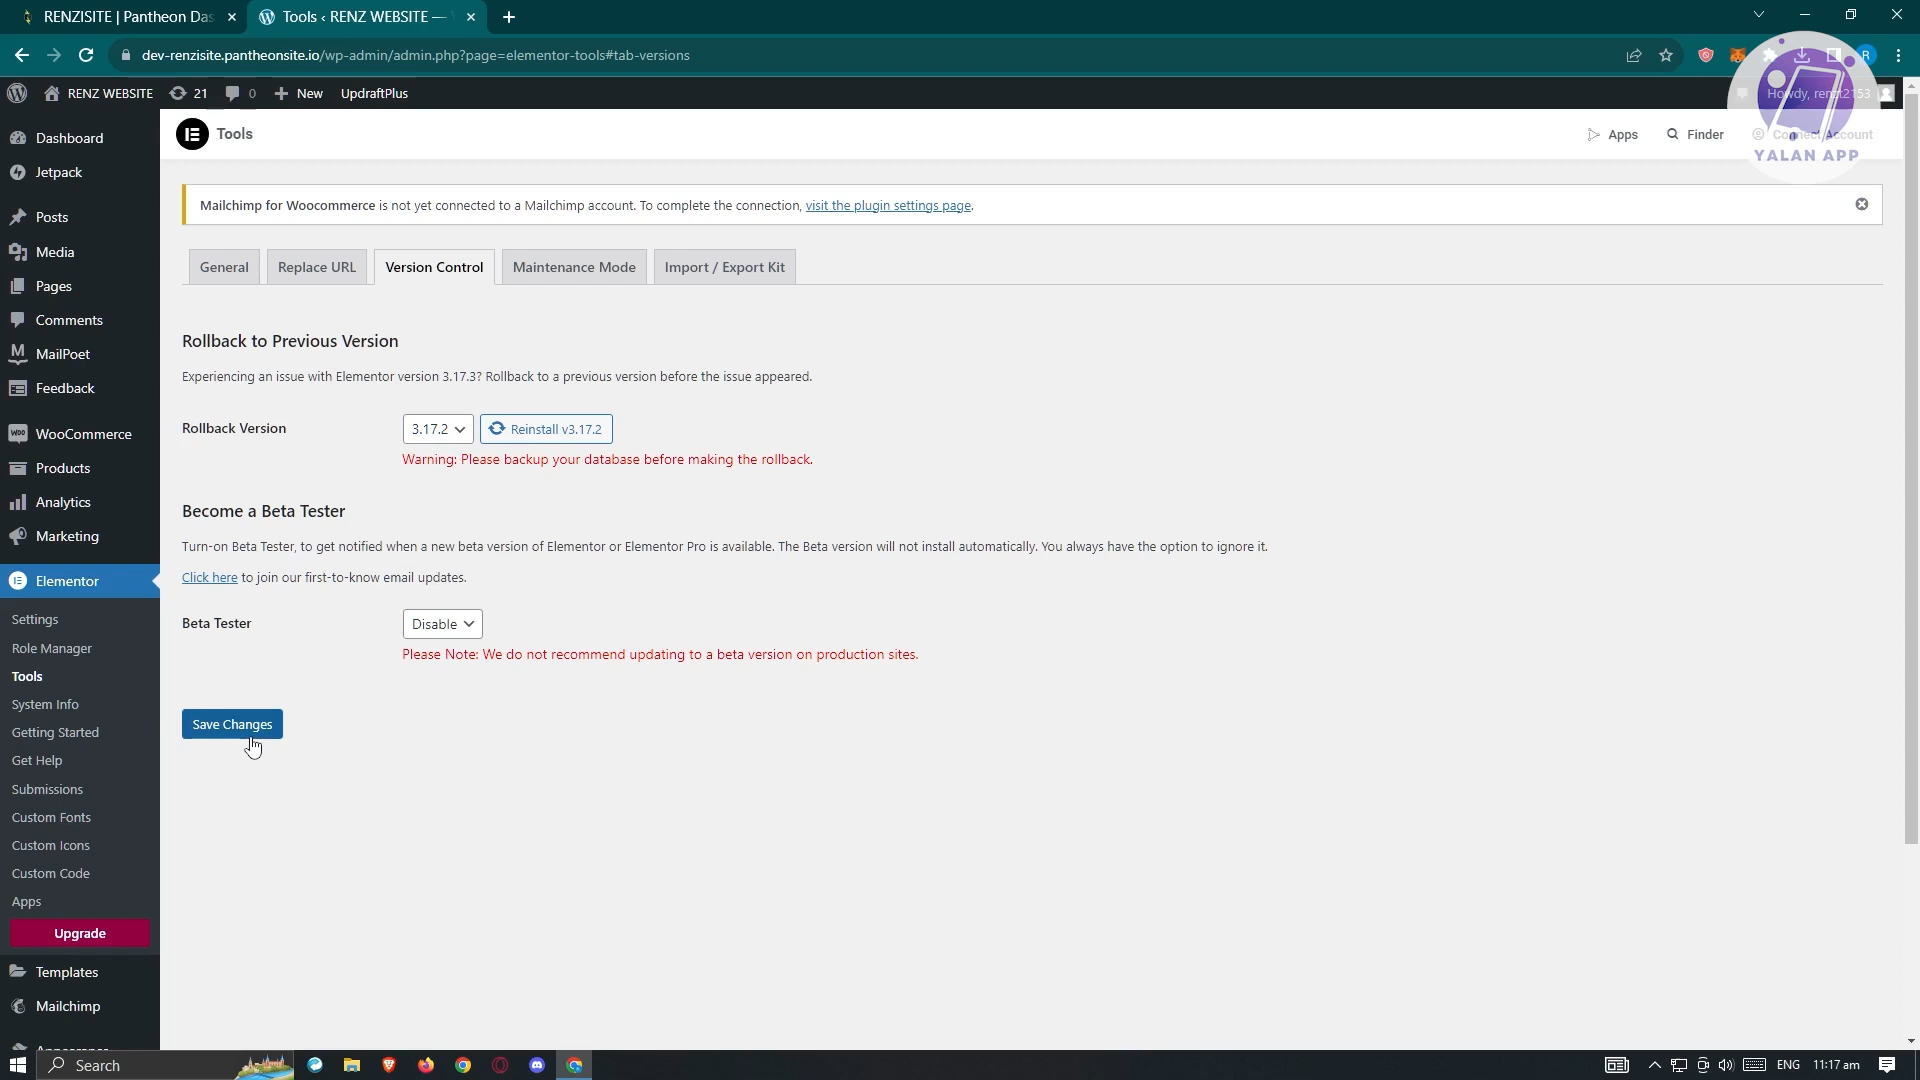 RENZISITE | Pantheon Das
Tools ‹ RENZ WEBSITE — 
dev-renzisite.pantheonsite.io/wp-admin/admin.php?page=elementor-tools#tab-versions
RENZ WEBSITE
21
0
New
UpdraftPlus
Howdy, renzt2153
YALAN APP
Tools
Apps
Finder
Connect Account
Dashboard
Jetpack
Posts
Media
Pages
Comments
MailPoet
Feedback
WooCommerce
Products
Analytics
Marketing
Elementor
Settings
Role Manager
Tools
System Info
Getting Started
Get Help
Submissions
Custom Fonts
Custom Icons
Custom Code
Apps
Upgrade
Templates
Mailchimp
Mailchimp for Woocommerce is not yet connected to a Mailchimp account. To complete the connection, visit the plugin settings page.
General
Replace URL
Version Control
Maintenance Mode
Import / Export Kit
Rollback to Previous Version
Experiencing an issue with Elementor version 3.17.3? Rollback to a previous version before the issue appeared.
Rollback Version
3.17.2
Reinstall v3.17.2
Warning: Please backup your database before making the rollback.
Become a Beta Tester
Turn-on Beta Tester, to get notified when a new beta version of Elementor or Elementor Pro is available. The Beta version will not install automatically. You always have the option to ignore it.
Click here to join our first-to-know email updates.
Beta Tester
Disable
Please Note: We do not recommend updating to a beta version on production sites.
Save Changes
Search
ENG
11:17 am